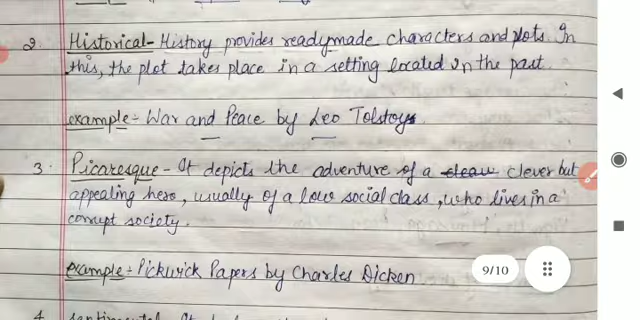 2. Historical - History provides readymade characters and plots. In
this, the plot takes place in a setting located in the past.
example :- War and Peace by Leo Tolstoy.
3. Picaresque - It depicts the adventure of a clever but
appealing hero, usually of a low social class, who lives in a
corrupt society.
example :- Pickwick Papers by Charles Dicken
9/10
4. Sentimental